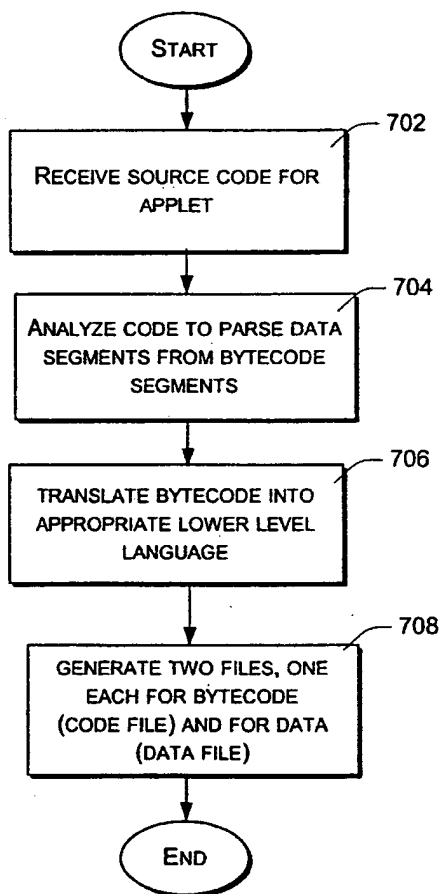 START
702
RECEIVE SOURCE CODE FOR
APPLET
704
ANALYZE CODE TO PARSE DATA
SEGMENTS FROM BYTECODE
SEGMENTS
706
TRANSLATE BYTECODE INTO
APPROPRIATE LOWER LEVEL
LANGUAGE
708
GENERATE TWO FILES, ONE
EACH FOR BYTECODE
(CODE FILE) AND FOR DATA
(DATA FILE)
END